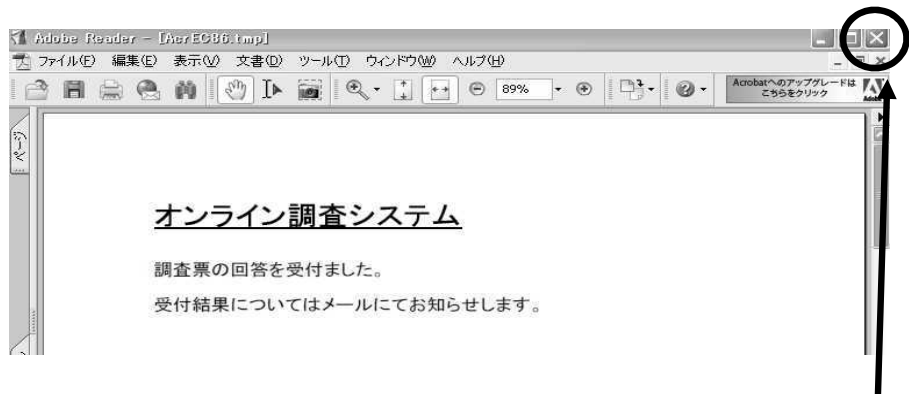 Adobe Reader - [AcrEC86.tmp]
ファイル(F) 編集(E) 表示(V) 文書(D) ツール(T) ウィンドウ(W) ヘルプ(H)
89% Acrobatへのアップグレードは
こちらをクリック
Adobe
ページ
オンライン調査システム
調査票の回答を受付ました。
受付結果についてはメールにてお知らせします。